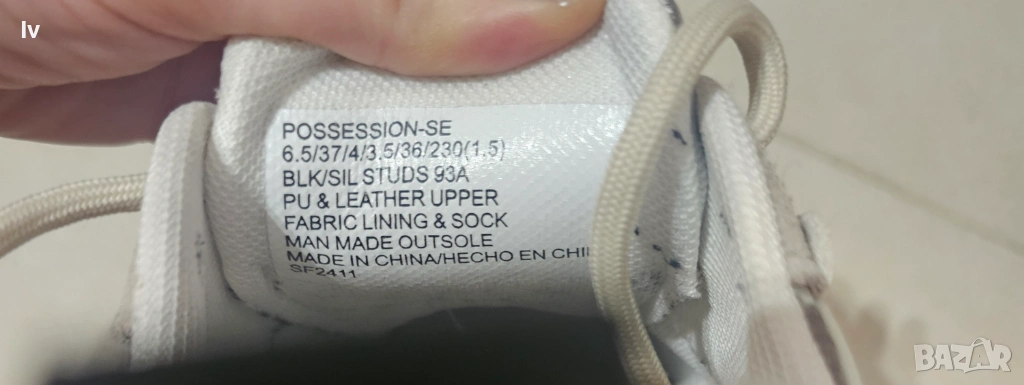 lv
POSSESSION-SE
6.5/37/4/3.5/36/230(1.5)
BLK/SIL STUDS 93A
PU & LEATHER UPPER
FABRIC LINING & SOCK
MAN MADE OUTSOLE
MADE IN CHINA/HECHO EN CHI
SF2411
BAZAR